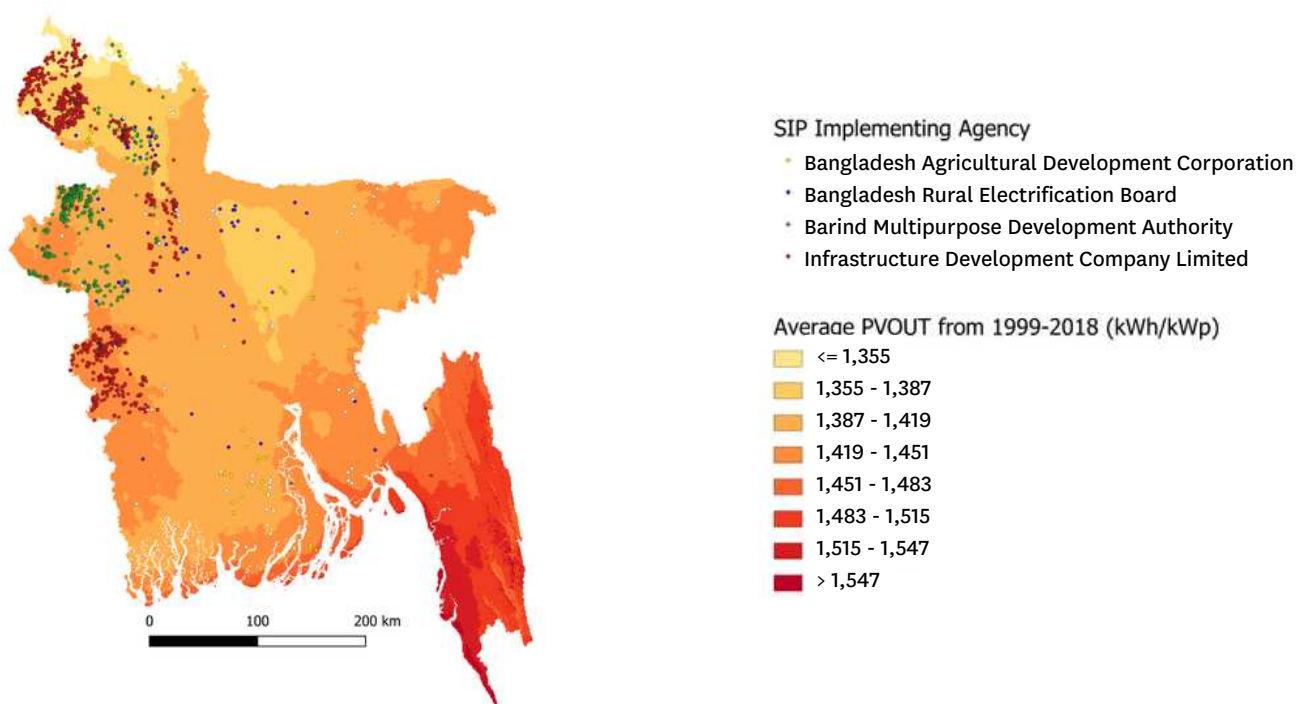 SIP Implementing Agency
Bangladesh Agricultural Development Corporation
Bangladesh Rural Electrification Board
Barind Multipurpose Development Authority
Infrastructure Development Company Limited
Average PVOUT from 1999-2018 (kWh/kWp)
<= 1,355
1,355 - 1,387
1,387 - 1,419
1,419 - 1,451
1,451 - 1,483
1,483 - 1,515
1,515 - 1,547
> 1,547
0 100 200 km